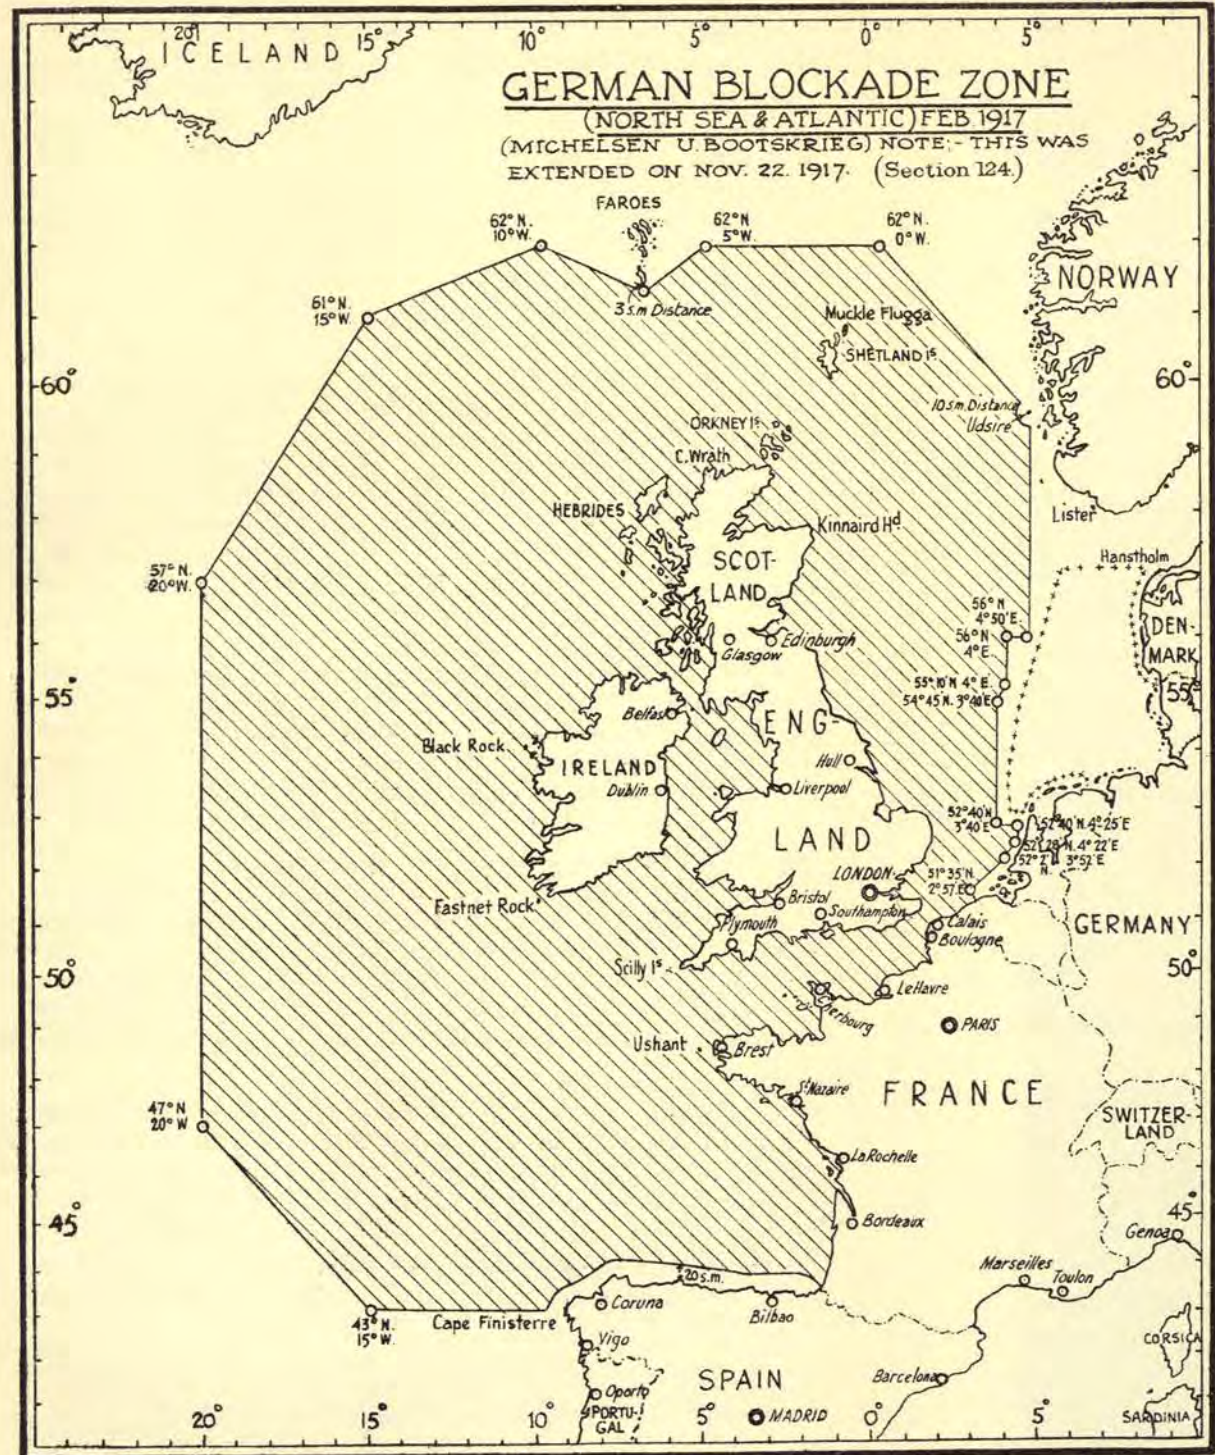 20°
15°
10°
5°
0°
5°
ICELAND
GERMAN BLOCKADE ZONE
(NORTH SEA & ATLANTIC) FEB 1917
(MICHELSEN U. BOOTSKRIEG) NOTE:- THIS WAS
EXTENDED ON NOV. 22. 1917. (Section 124.)
FAROES
62° N.
10° W.
62° N
5° W.
62° N.
0° W.
NORWAY
3 s.m Distance
61° N.
15° W.
Muckle Flugga
SHETLAND Is.
60°
60°
10 s.m. Distance
Udsire
ORKNEY Is.
C. Wrath
HEBRIDES
Kinnaird Hd.
Lister
Hanstholm
SCOT-
LAND
57° N.
20° W.
56° N
4° 50' E.
56° N
4° E.
DEN-
MARK
Glasgow
Edinburgh
55° 10' N 4° E.
54° 45' N. 3° 40' E
55°
55°
Belfast
ENG-
Black Rock
Hull
IRELAND
Dublin
Liverpool
52° 40' N
3° 40' E
52° 40' N. 4° 25' E
LAND
52° 28' N. 4° 22' E
52° 2' N. 3° 52' E
LONDON
51° 35' N.
2° 57' E.
Bristol
Fastnet Rock
Southampton
Plymouth
Calais
Boulogne
GERMANY
Scilly Is.
50°
50°
Le Havre
Cherbourg
PARIS
Ushant
Brest
St. Nazaire
FRANCE
47° N
20° W
SWITZER-
LAND
La Rochelle
45°
45°
Bordeaux
Genoa
Marseilles
Toulon
20 s.m.
Coruna
Bilbao
43° N.
15° W.
Cape Finisterre
Vigo
CORSICA
SPAIN
Barcelona
Oporto
PORTU-
GAL
MADRID
SARDINIA
20°
15°
10°
5°
0°
5°